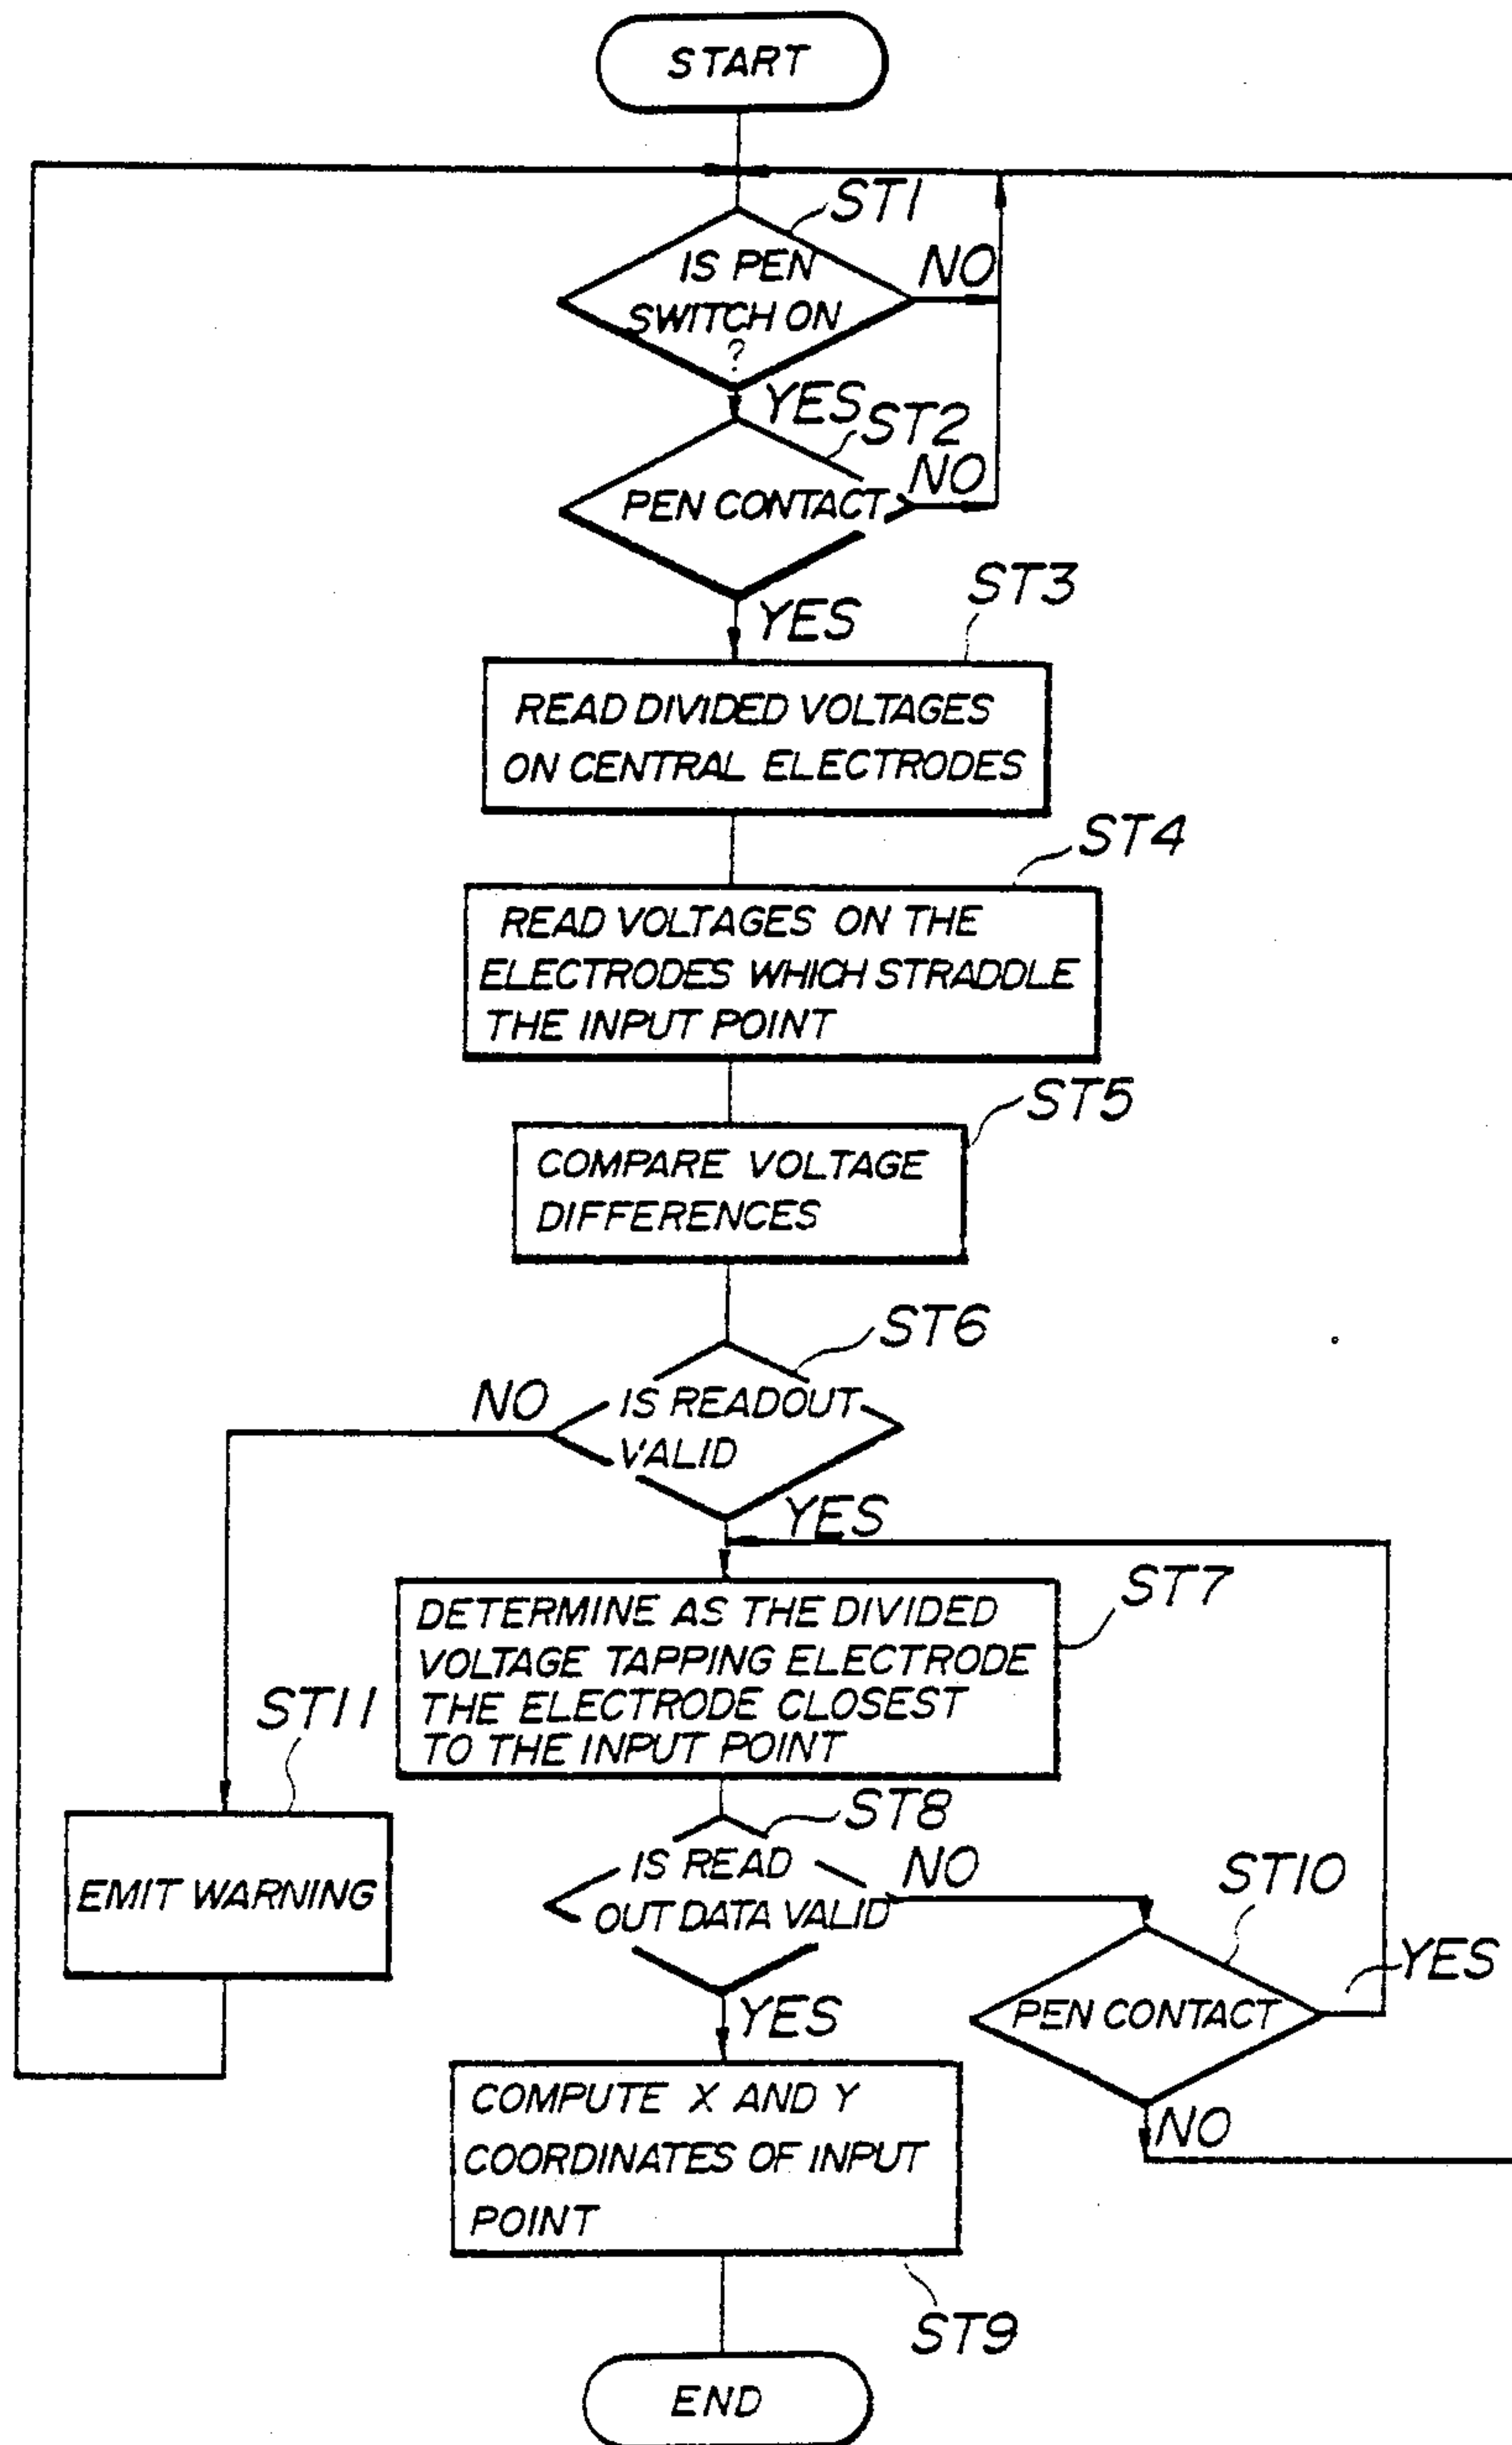 START
ST1
IS PEN
SWITCH ON
?
NO
YES
ST2
PEN CONTACT
NO
YES
ST3
READ DIVIDED VOLTAGES
ON CENTRAL ELECTRODES
ST4
READ VOLTAGES ON THE
ELECTRODES WHICH STRADDLE
THE INPUT POINT
ST5
COMPARE VOLTAGE
DIFFERENCES
ST6
IS READOUT
VALID
NO
YES
ST7
DETERMINE AS THE DIVIDED
VOLTAGE TAPPING ELECTRODE
THE ELECTRODE CLOSEST
TO THE INPUT POINT
ST11
EMIT WARNING
ST8
IS READ
OUT DATA VALID
NO
YES
ST10
PEN CONTACT
YES
NO
COMPUTE X AND Y
COORDINATES OF INPUT
POINT
ST9
END